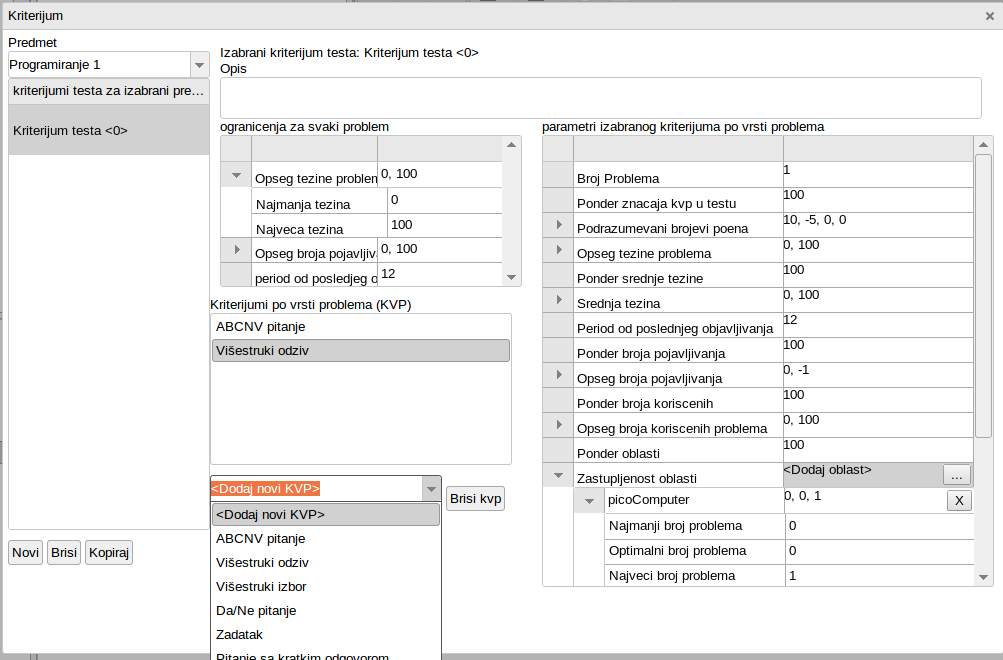 Kriterijum
Predmet
Programiranje 1
kriterijumi testa za izabrani pre...
Kriterijum testa <0>
Novi
Brisi
Kopiraj
Izabrani kriterijum testa: Kriterijum testa <0>
Opis
ogranicenja za svaki problem
Opseg tezine problem 0, 100
Najmanja tezina 0
Najveca tezina 100
Opseg broja pojavljiv 0, 100
period od posledjeg o 12
Kriterijumi po vrsti problema (KVP)
ABCNV pitanje
Višestruki odziv
<Dodaj novi KVP>
Brisi kvp
<Dodaj novi KVP>
ABCNV pitanje
Višestruki odziv
Višestruki izbor
Da/Ne pitanje
Zadatak
Pitanje sa kratkim odgovorom
parametri izabranog kriterijuma po vrsti problema
Broj Problema 1
Ponder znacaja kvp u testu 100
Podrazumevani brojevi poena 10, -5, 0, 0
Opseg tezine problema 0, 100
Ponder srednje tezine 100
Srednja tezina 0, 100
Period od poslednjeg objavljivanja 12
Ponder broja pojavljivanja 100
Opseg broja pojavljivanja 0, -1
Ponder broja koriscenih 100
Opseg broja koriscenih problema 0, 100
Ponder oblasti 100
Zastupljenost oblasti <Dodaj oblast> ...
picoComputer 0, 0, 1 X
Najmanji broj problema 0
Optimalni broj problema 0
Najveci broj problema 1